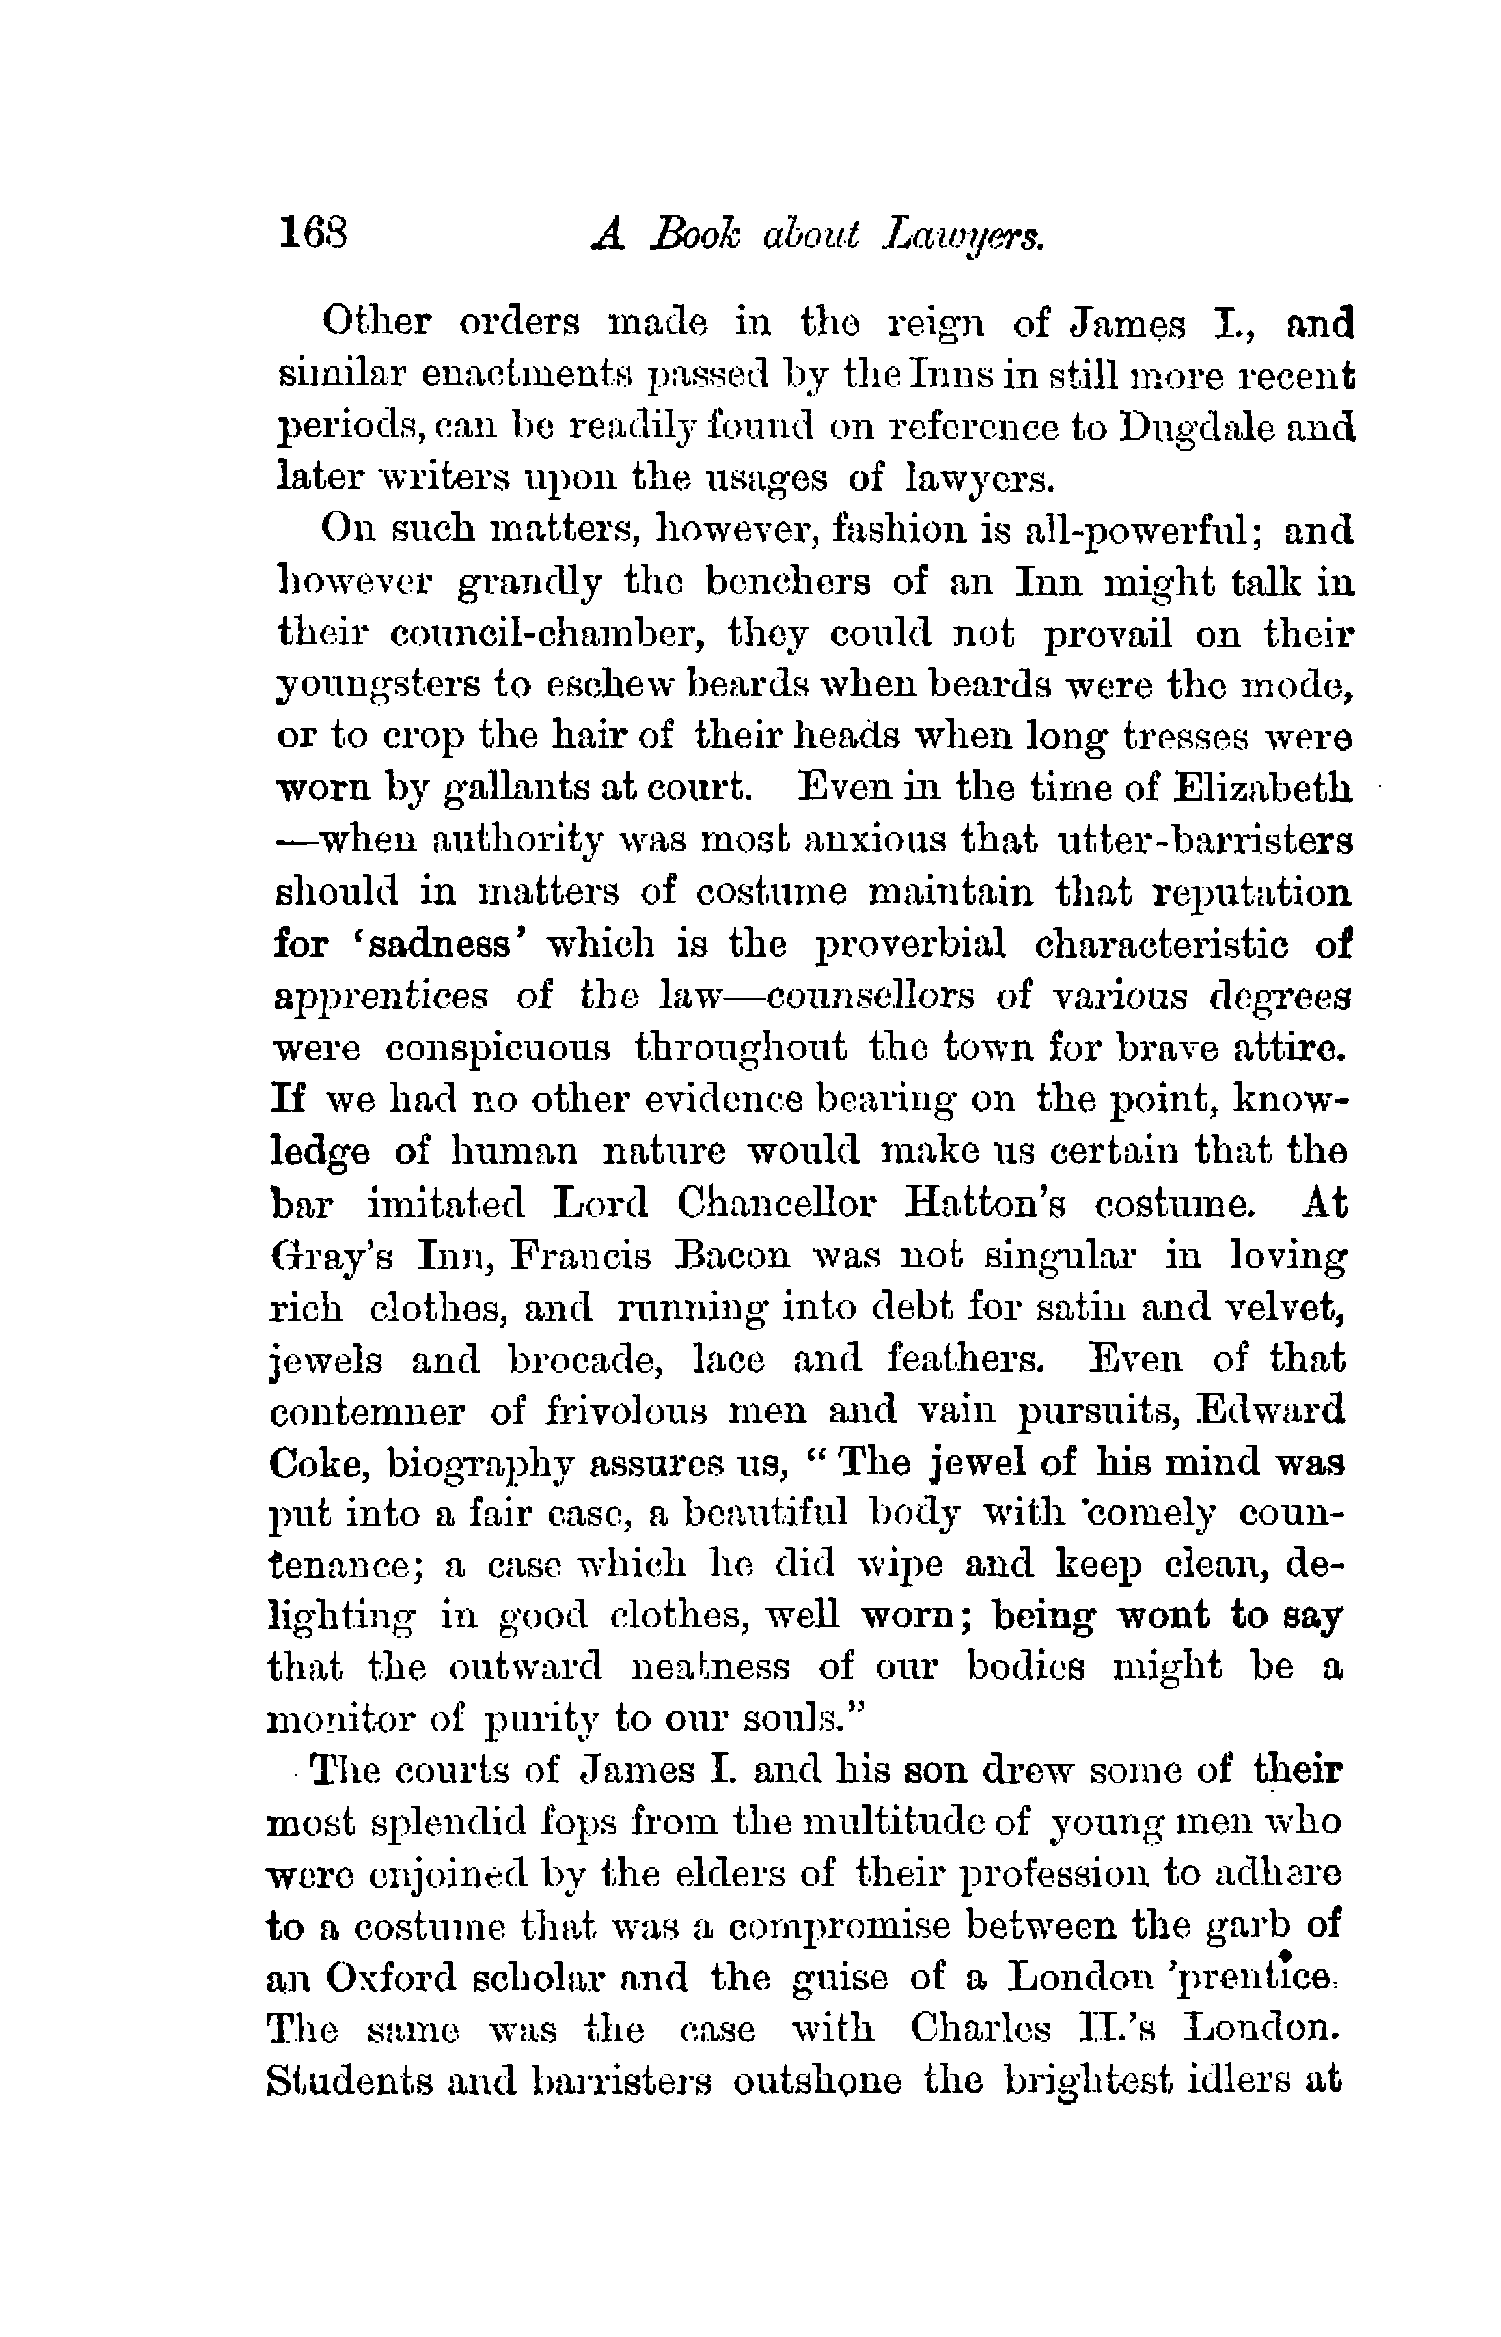 168 A Book about Lawyers.
Other orders made in the reign of James I., and
similar enactments passed by the Inns in still more recent
periods, can be readily found on reference to Dugdale and
later writers upon the usages of lawyers.
On such matters, however, fashion is all-powerful; and
however grandly the benchers of an Inn might talk in
their council-chamber, they could not prevail on their
youngsters to eschew beards when beards were the mode,
or to crop the hair of their heads when long tresses were
worn by gallants at court. Even in the time of Elizabeth
—when authority was most anxious that utter-barristers
should in matters of costume maintain that reputation
for ‘sadness’ which is the proverbial characteristic of
apprentices of the law—counsellors of various degrees
were conspicuous throughout the town for brave attire.
If we had no other evidence bearing on the point, know-
ledge of human nature would make us certain that the
bar imitated Lord Chancellor Hatton's costume. At
Gray's Inn, Francis Bacon was not singular in loving
rich clothes, and running into debt for satin and velvet,
jewels and brocade, lace and feathers. Even of that
contemner of frivolous men and vain pursuits, Edward
Coke, biography assures us, “The jewel of his mind was
put into a fair case, a beautiful body with comely coun-
tenance; a case which he did wipe and keep clean, de-
lighting in good clothes, well worn; being wont to say
that the outward neatness of our bodies might be a
monitor of purity to our souls.”
The courts of James I. and his son drew some of their
most splendid fops from the multitude of young men who
were enjoined by the elders of their profession to adhere
to a costume that was a compromise between the garb of
an Oxford scholar and the guise of a London 'prentice.
The same was the case with Charles II.'s London.
Students and barristers outshone the brightest idlers at